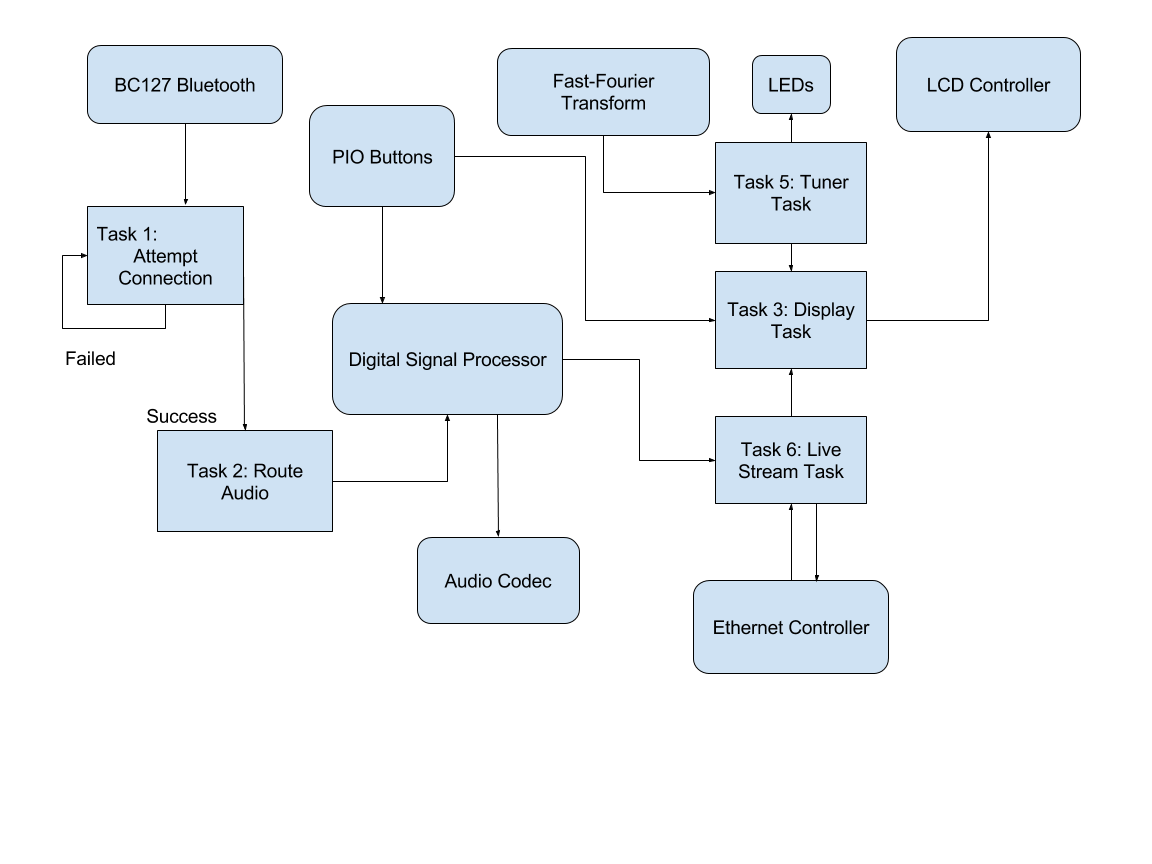 BC127 Bluetooth
Fast-Fourier
Transform
LEDs
LCD Controller
PIO Buttons
Task 5: Tuner
Task
Task 1:
Attempt
Connection
Task 3: Display
Task
Failed
Digital Signal Processor
Success
Task 2: Route
Audio
Task 6: Live
Stream Task
Audio Codec
Ethernet Controller